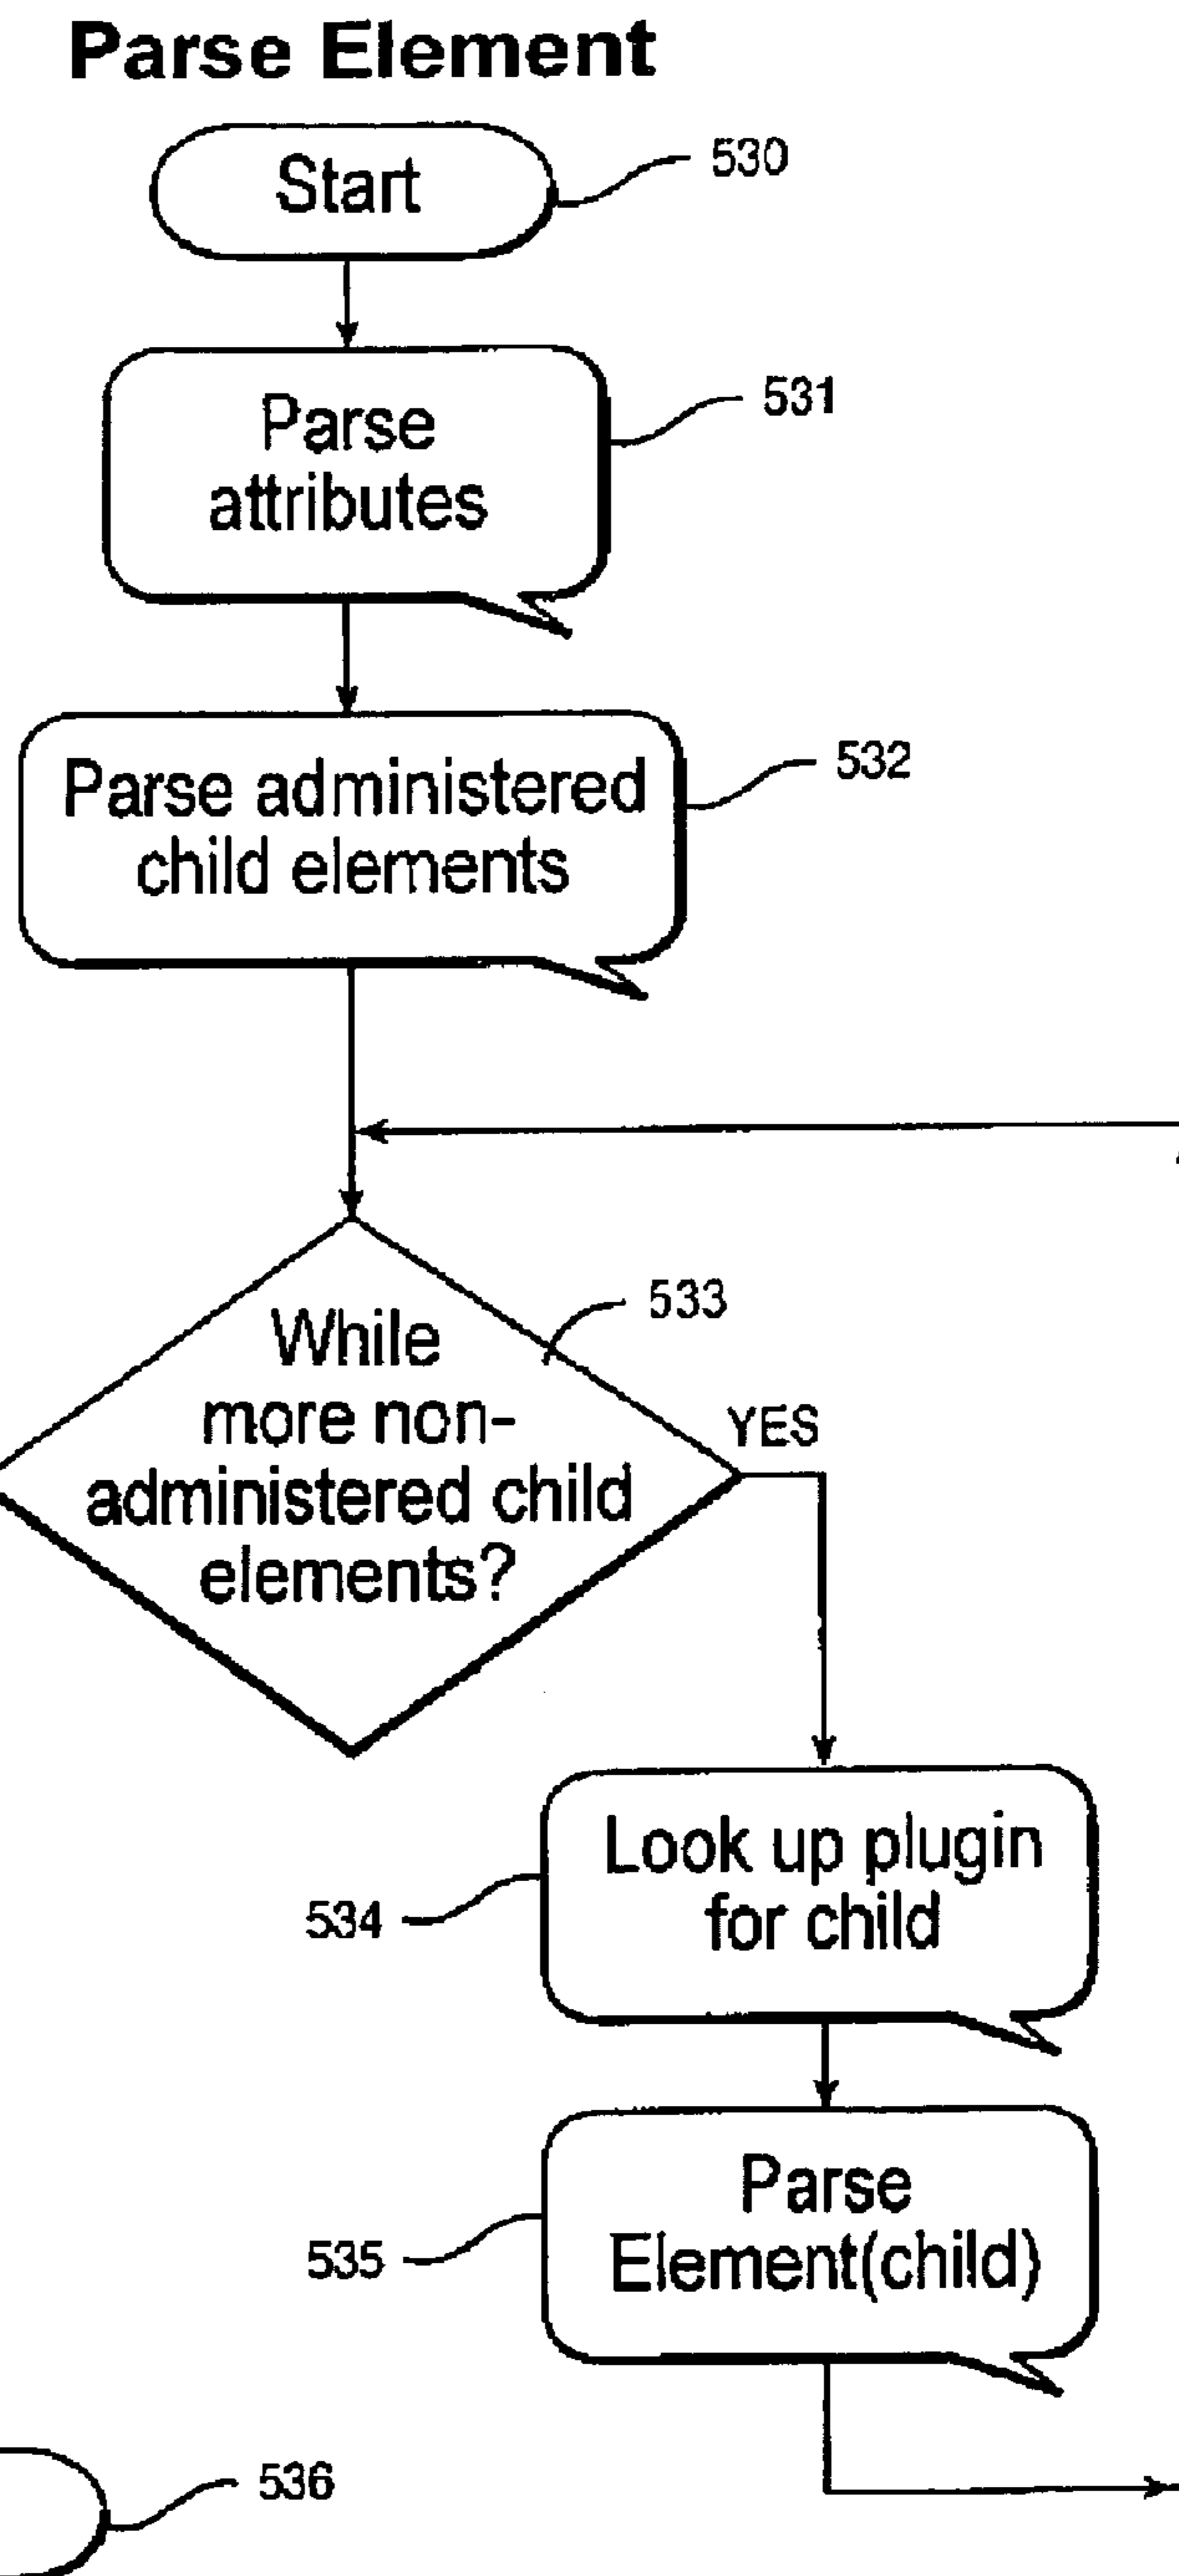 Parse Element
Start
530
Parse
attributes
531
Parse administered
child elements
532
While
more non-
administered child
elements?
533
YES
Look up plugin
for child
534
Parse
Element(child)
535
536